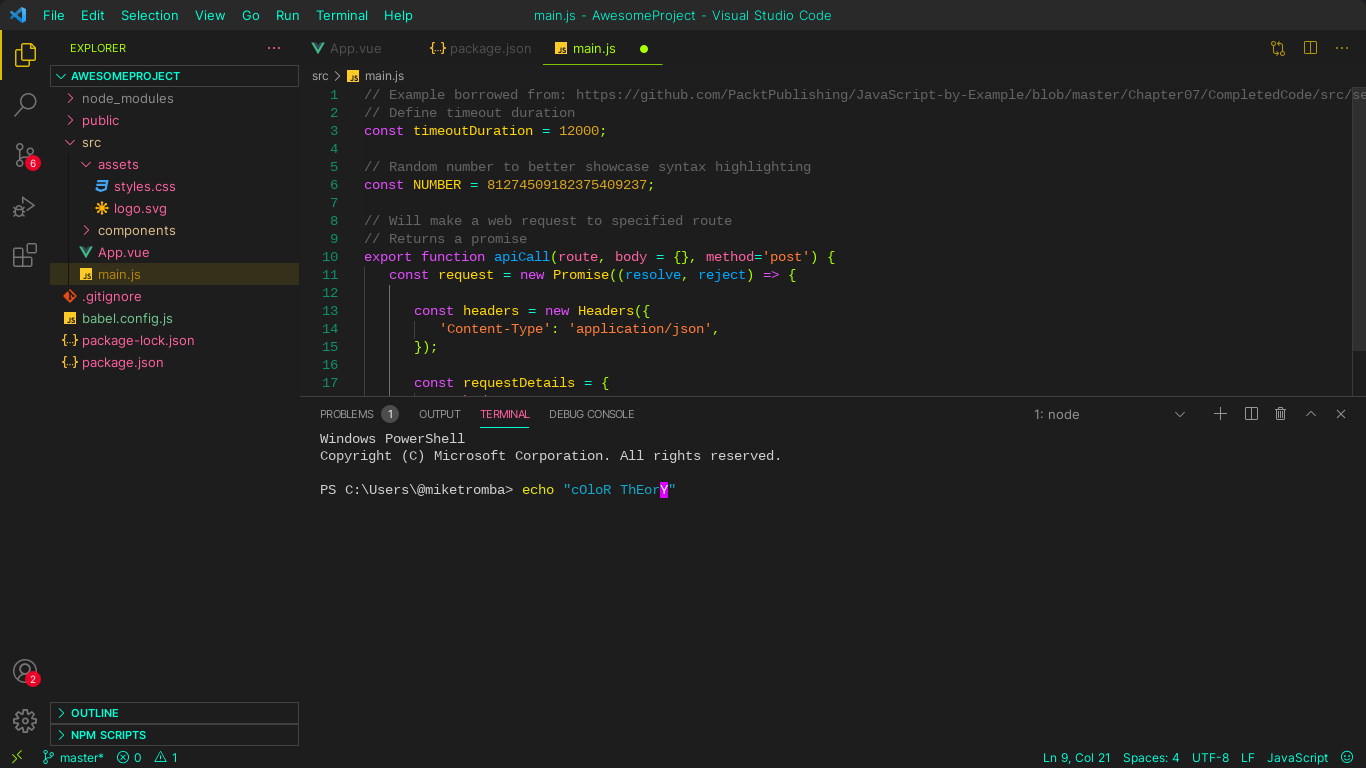 File Edit Selection View Go Run Terminal Help
main.js - AwesomeProject - Visual Studio Code
EXPLORER
AWESOMEPROJECT
node_modules
public
src
assets
styles.css
logo.svg
components
App.vue
main.js
.gitignore
babel.config.js
package-lock.json
package.json
OUTLINE
NPM SCRIPTS
6
2
App.vue {..} package.json JS main.js
src > JS main.js
1 // Example borrowed from: https://github.com/PacktPublishing/JavaScript-by-Example/blob/master/Chapter07/CompletedCode/src/se
2 // Define timeout duration
3 const timeoutDuration = 12000;
4
5 // Random number to better showcase syntax highlighting
6 const NUMBER = 81274509182375409237;
7
8 // Will make a web request to specified route
9 // Returns a promise
10 export function apiCall(route, body = {}, method='post') {
11 const request = new Promise((resolve, reject) => {
12
13 const headers = new Headers({
14 'Content-Type': 'application/json',
15 });
16
17 const requestDetails = {
PROBLEMS 1 OUTPUT TERMINAL DEBUG CONSOLE 1: node
Windows PowerShell
Copyright (C) Microsoft Corporation. All rights reserved.
PS C:\Users\@miketromba> echo "cOloR ThEorY"
master* 0 1 Ln 9, Col 21 Spaces: 4 UTF-8 LF JavaScript